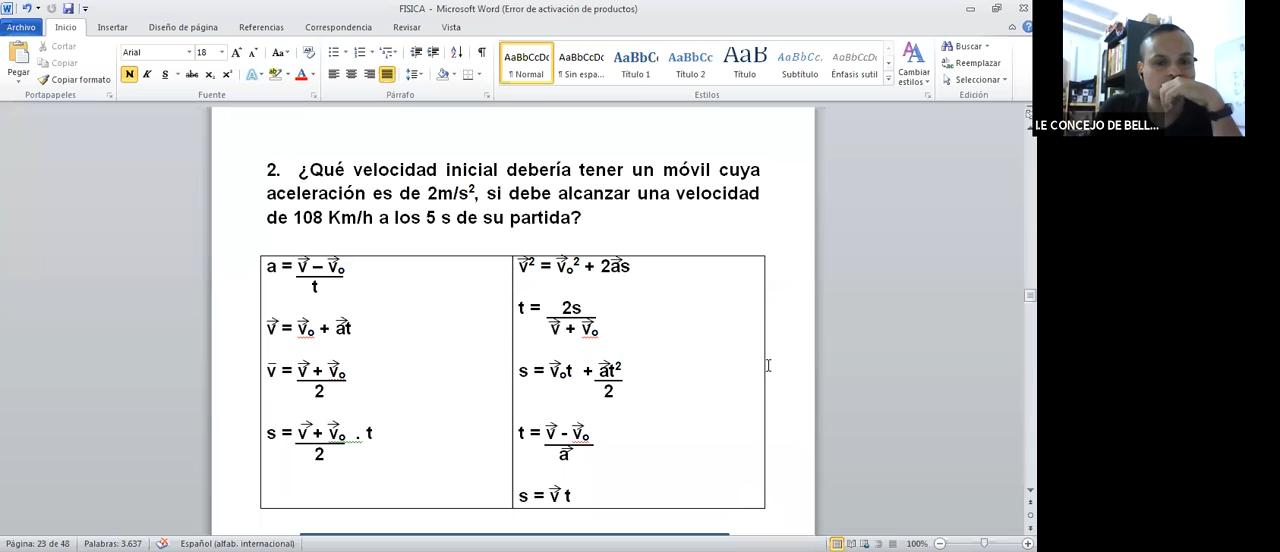 FISICA - Microsoft Word (Error de activación de productos)
Archivo Inicio Insertar Diseño de página Referencias Correspondencia Revisar Vista
Cortar
Copiar
Copiar formato
Pegar
Portapapeles
Arial 18
N K S abc x₂ x² Aa
Fuente
Párrafo
AaBbCcDc AaBbCcDc AaBbC AaBbCc AaB AaBbCc. AaBbCcDc
¶ Normal ¶ Sin espa... Título 1 Título 2 Título Subtítulo Énfasis sutil
Cambiar estilos
Estilos
Buscar
Reemplazar
Seleccionar
Edición
I.E CONCEJO DE BELL...
2. ¿Qué velocidad inicial debería tener un móvil cuya
aceleración es de 2m/s², si debe alcanzar una velocidad
de 108 Km/h a los 5 s de su partida?
a = v⃗ – v⃗ₒ
t
v⃗ = v⃗ₒ + a⃗t
v̄ = v⃗ + v⃗ₒ
2
s = v⃗ + v⃗ₒ . t
2
v⃗² = v⃗ₒ² + 2a⃗s
t = 2s
v⃗ + v⃗ₒ
s = v⃗ₒt + a⃗t²
2
t = v⃗ - v⃗ₒ
a⃗
s = v⃗ t
Página: 23 de 48 Palabras: 3.637 Español (alfab. internacional) 100%